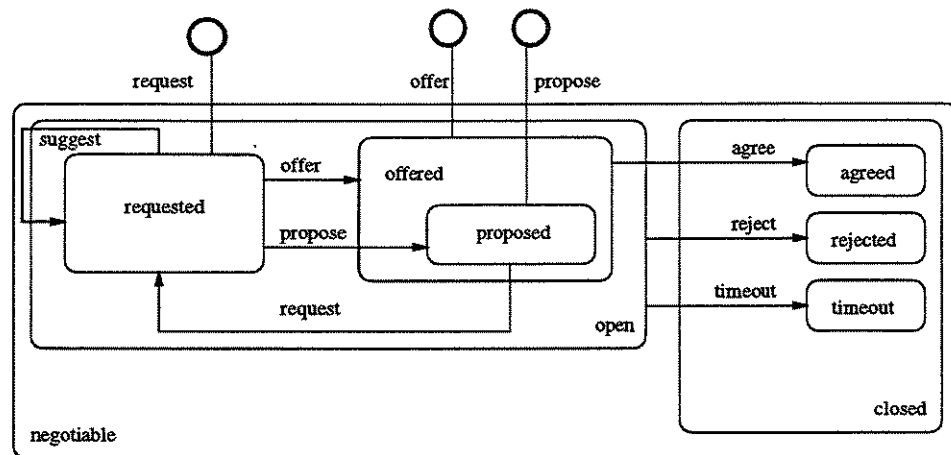 request
offer
propose
suggest
requested
offer
offered
propose
proposed
request
open
agree
agreed
reject
rejected
timeout
timeout
closed
negotiable